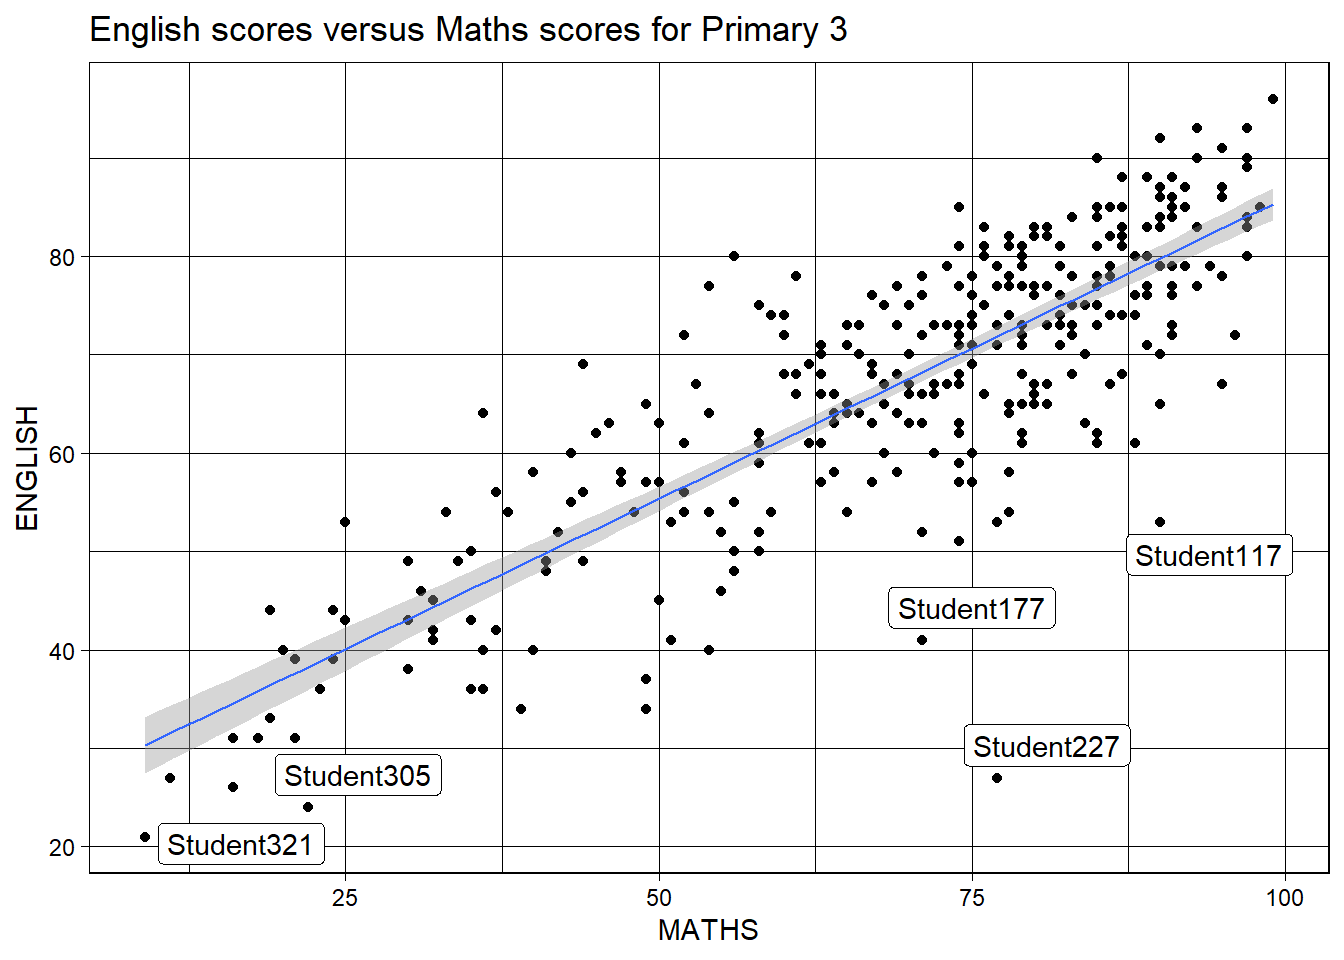 English scores versus Maths scores for Primary 3
ENGLISH
80
60
40
20
Student117
Student177
Student227
Student305
Student321
25
50
75
100
MATHS